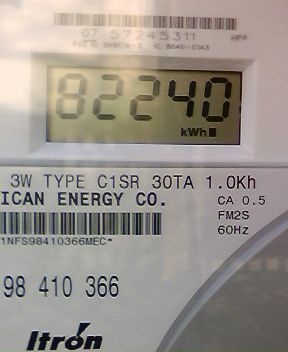 07 57245311 HPP
82240
kWh
3W TYPE C1SR 30TA 1.0Kh
ICAN ENERGY CO.
CA 0.5
FM2S
60Hz
1NFS98410366MEC*
98 410 366
Itron